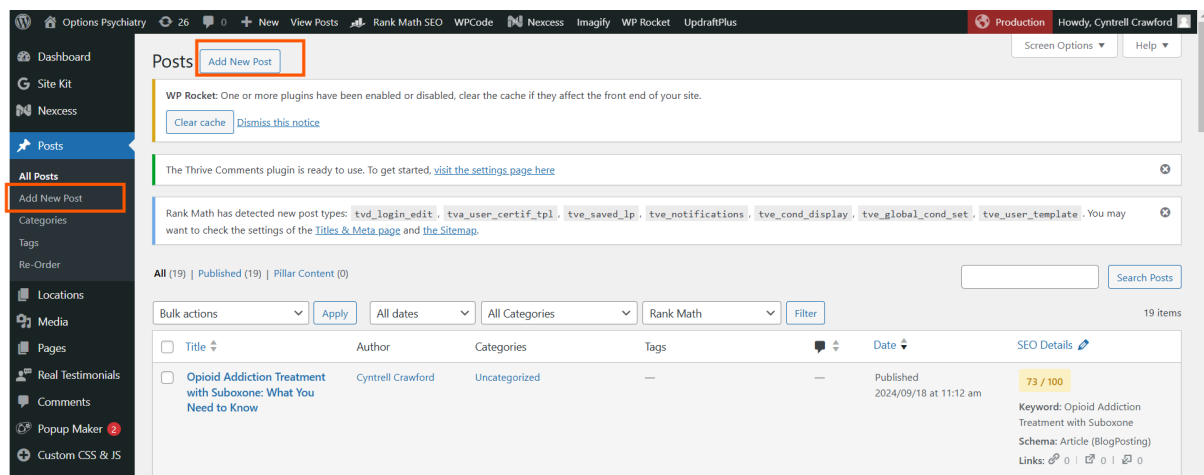 Options Psychiatry 26 0 + New View Posts Rank Math SEO WPCode Nexcess Imagify WP Rocket UpdraftPlus Production Howdy, Cyntrell Crawford
Screen Options ▼ Help ▼
Dashboard
Site Kit
Nexcess
Posts
All Posts
Add New Post
Categories
Tags
Re-Order
Locations
Media
Pages
Real Testimonials
Comments
Popup Maker 2
Custom CSS & JS
Posts Add New Post
WP Rocket: One or more plugins have been enabled or disabled, clear the cache if they affect the front end of your site.
Clear cache Dismiss this notice
The Thrive Comments plugin is ready to use. To get started, visit the settings page here
Rank Math has detected new post types: tvd_login_edit , tva_user_certif_tpl , tve_saved_lp , tve_notifications , tve_cond_display , tve_global_cond_set , tve_user_template . You may
want to check the settings of the Titles & Meta page and the Sitemap.
All (19) | Published (19) | Pillar Content (0)
Search Posts
Bulk actions Apply All dates All Categories Rank Math Filter 19 items
Title Author Categories Tags Date SEO Details
Opioid Addiction Treatment Cyntrell Crawford Uncategorized — — Published 73 / 100
with Suboxone: What You 2024/09/18 at 11:12 am
Need to Know
Keyword: Opioid Addiction
Treatment with Suboxone
Schema: Article (BlogPosting)
Links: 0 | 0 | 0